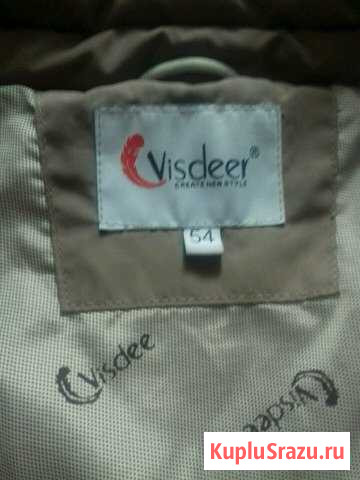 Visdeer®
CREATE NEW STYLE
54
Visdee
Visdee
KupluSrazu.ru